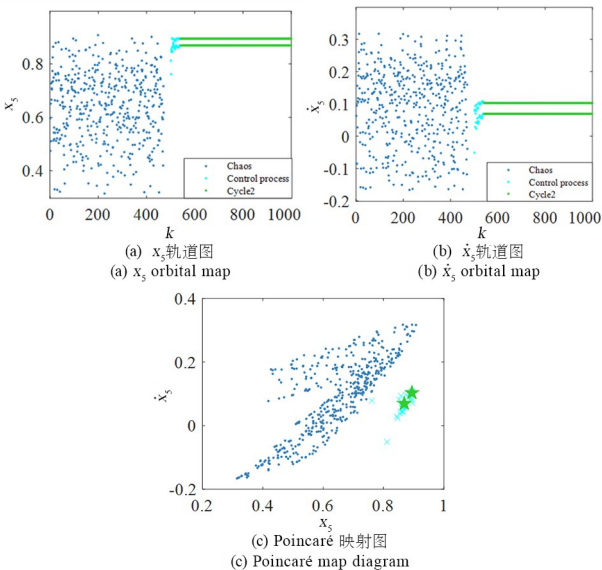 0.8
0.6
0.4
x5
0 200 400 600 800 1000
k
Chaos
Control process
Cycle2
(a) x5轨道图
(a) x5 orbital map
0.3
0.2
0.1
0
-0.1
-0.2
ẋ5
0 200 400 600 800 1000
k
Chaos
Control process
Cycle2
(b) ẋ5轨道图
(b) ẋ5 orbital map
0.4
0.2
0
-0.2
ẋ5
0.2 0.4 0.6 0.8 1
x5
(c) Poincaré 映射图
(c) Poincaré map diagram